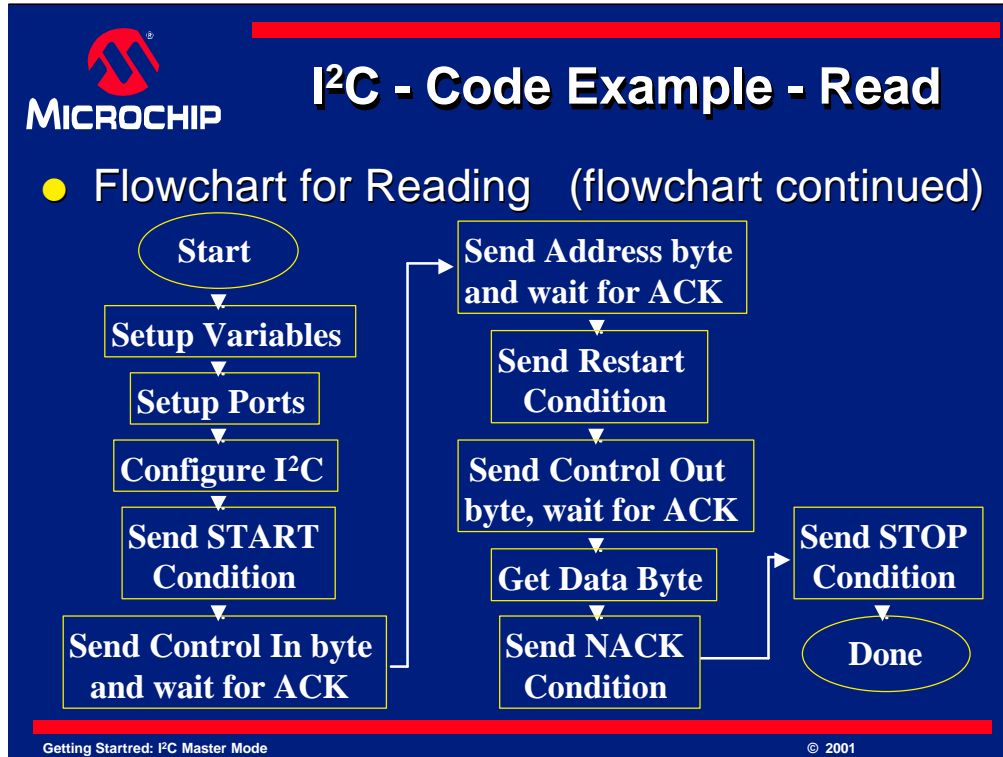 MICROCHIP
®
I²C - Code Example - Read
Flowchart for Reading (flowchart continued)
Start
Setup Variables
Setup Ports
Configure I²C
Send START
Condition
Send Control In byte
and wait for ACK
Send Address byte
and wait for ACK
Send Restart
Condition
Send Control Out
byte, wait for ACK
Get Data Byte
Send NACK
Condition
Send STOP
Condition
Done
Getting Startred: I²C Master Mode
© 2001